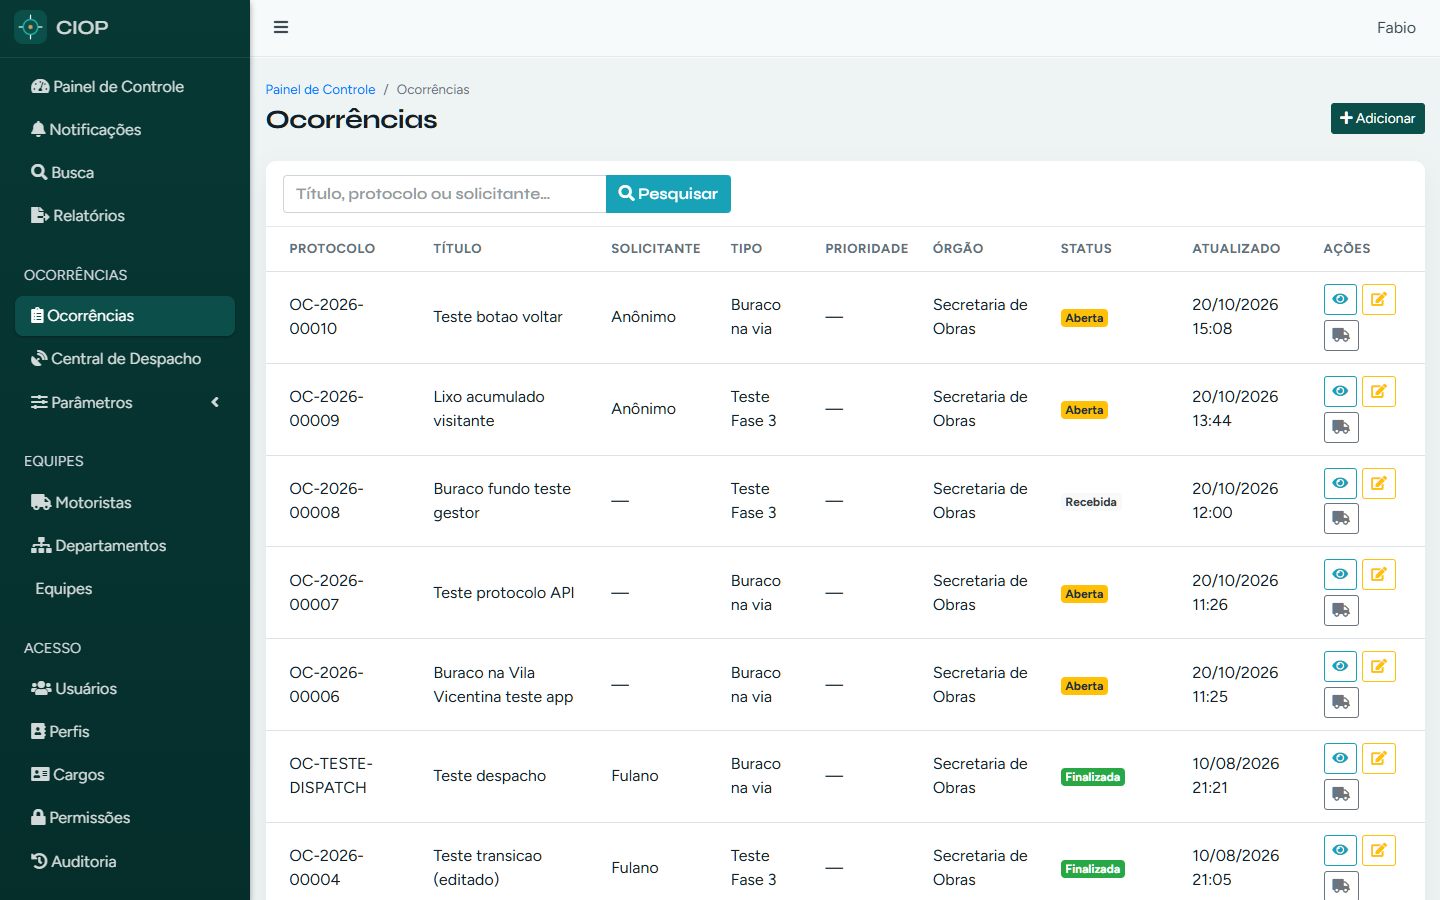 CIOP
Fabio
Painel de Controle
Notificações
Busca
Relatórios
OCORRÊNCIAS
Ocorrências
Central de Despacho
Parâmetros
EQUIPES
Motoristas
Departamentos
Equipes
ACESSO
Usuários
Perfis
Cargos
Permissões
Auditoria
Painel de Controle / Ocorrências
Ocorrências
Adicionar
Título, protocolo ou solicitante...
Pesquisar
PROTOCOLO TÍTULO SOLICITANTE TIPO PRIORIDADE ÓRGÃO STATUS ATUALIZADO AÇÕES
OC-2026- Buraco Secretaria de 20/10/2026
Teste botao voltar Anônimo — Aberta
00010 na via Obras 15:08
OC-2026- Lixo acumulado Teste Secretaria de 20/10/2026
Anônimo — Aberta
00009 visitante Fase 3 Obras 13:44
OC-2026- Buraco fundo teste Teste Secretaria de 20/10/2026
— — Recebida
00008 gestor Fase 3 Obras 12:00
OC-2026- Buraco Secretaria de 20/10/2026
Teste protocolo API — — Aberta
00007 na via Obras 11:26
OC-2026- Buraco na Vila Buraco Secretaria de 20/10/2026
— — Aberta
00006 Vicentina teste app na via Obras 11:25
OC-TESTE- Buraco Secretaria de 10/08/2026
Teste despacho Fulano — Finalizada
DISPATCH na via Obras 21:21
OC-2026- Teste transicao Teste Secretaria de 10/08/2026
Fulano — Finalizada
00004 (editado) Fase 3 Obras 21:05